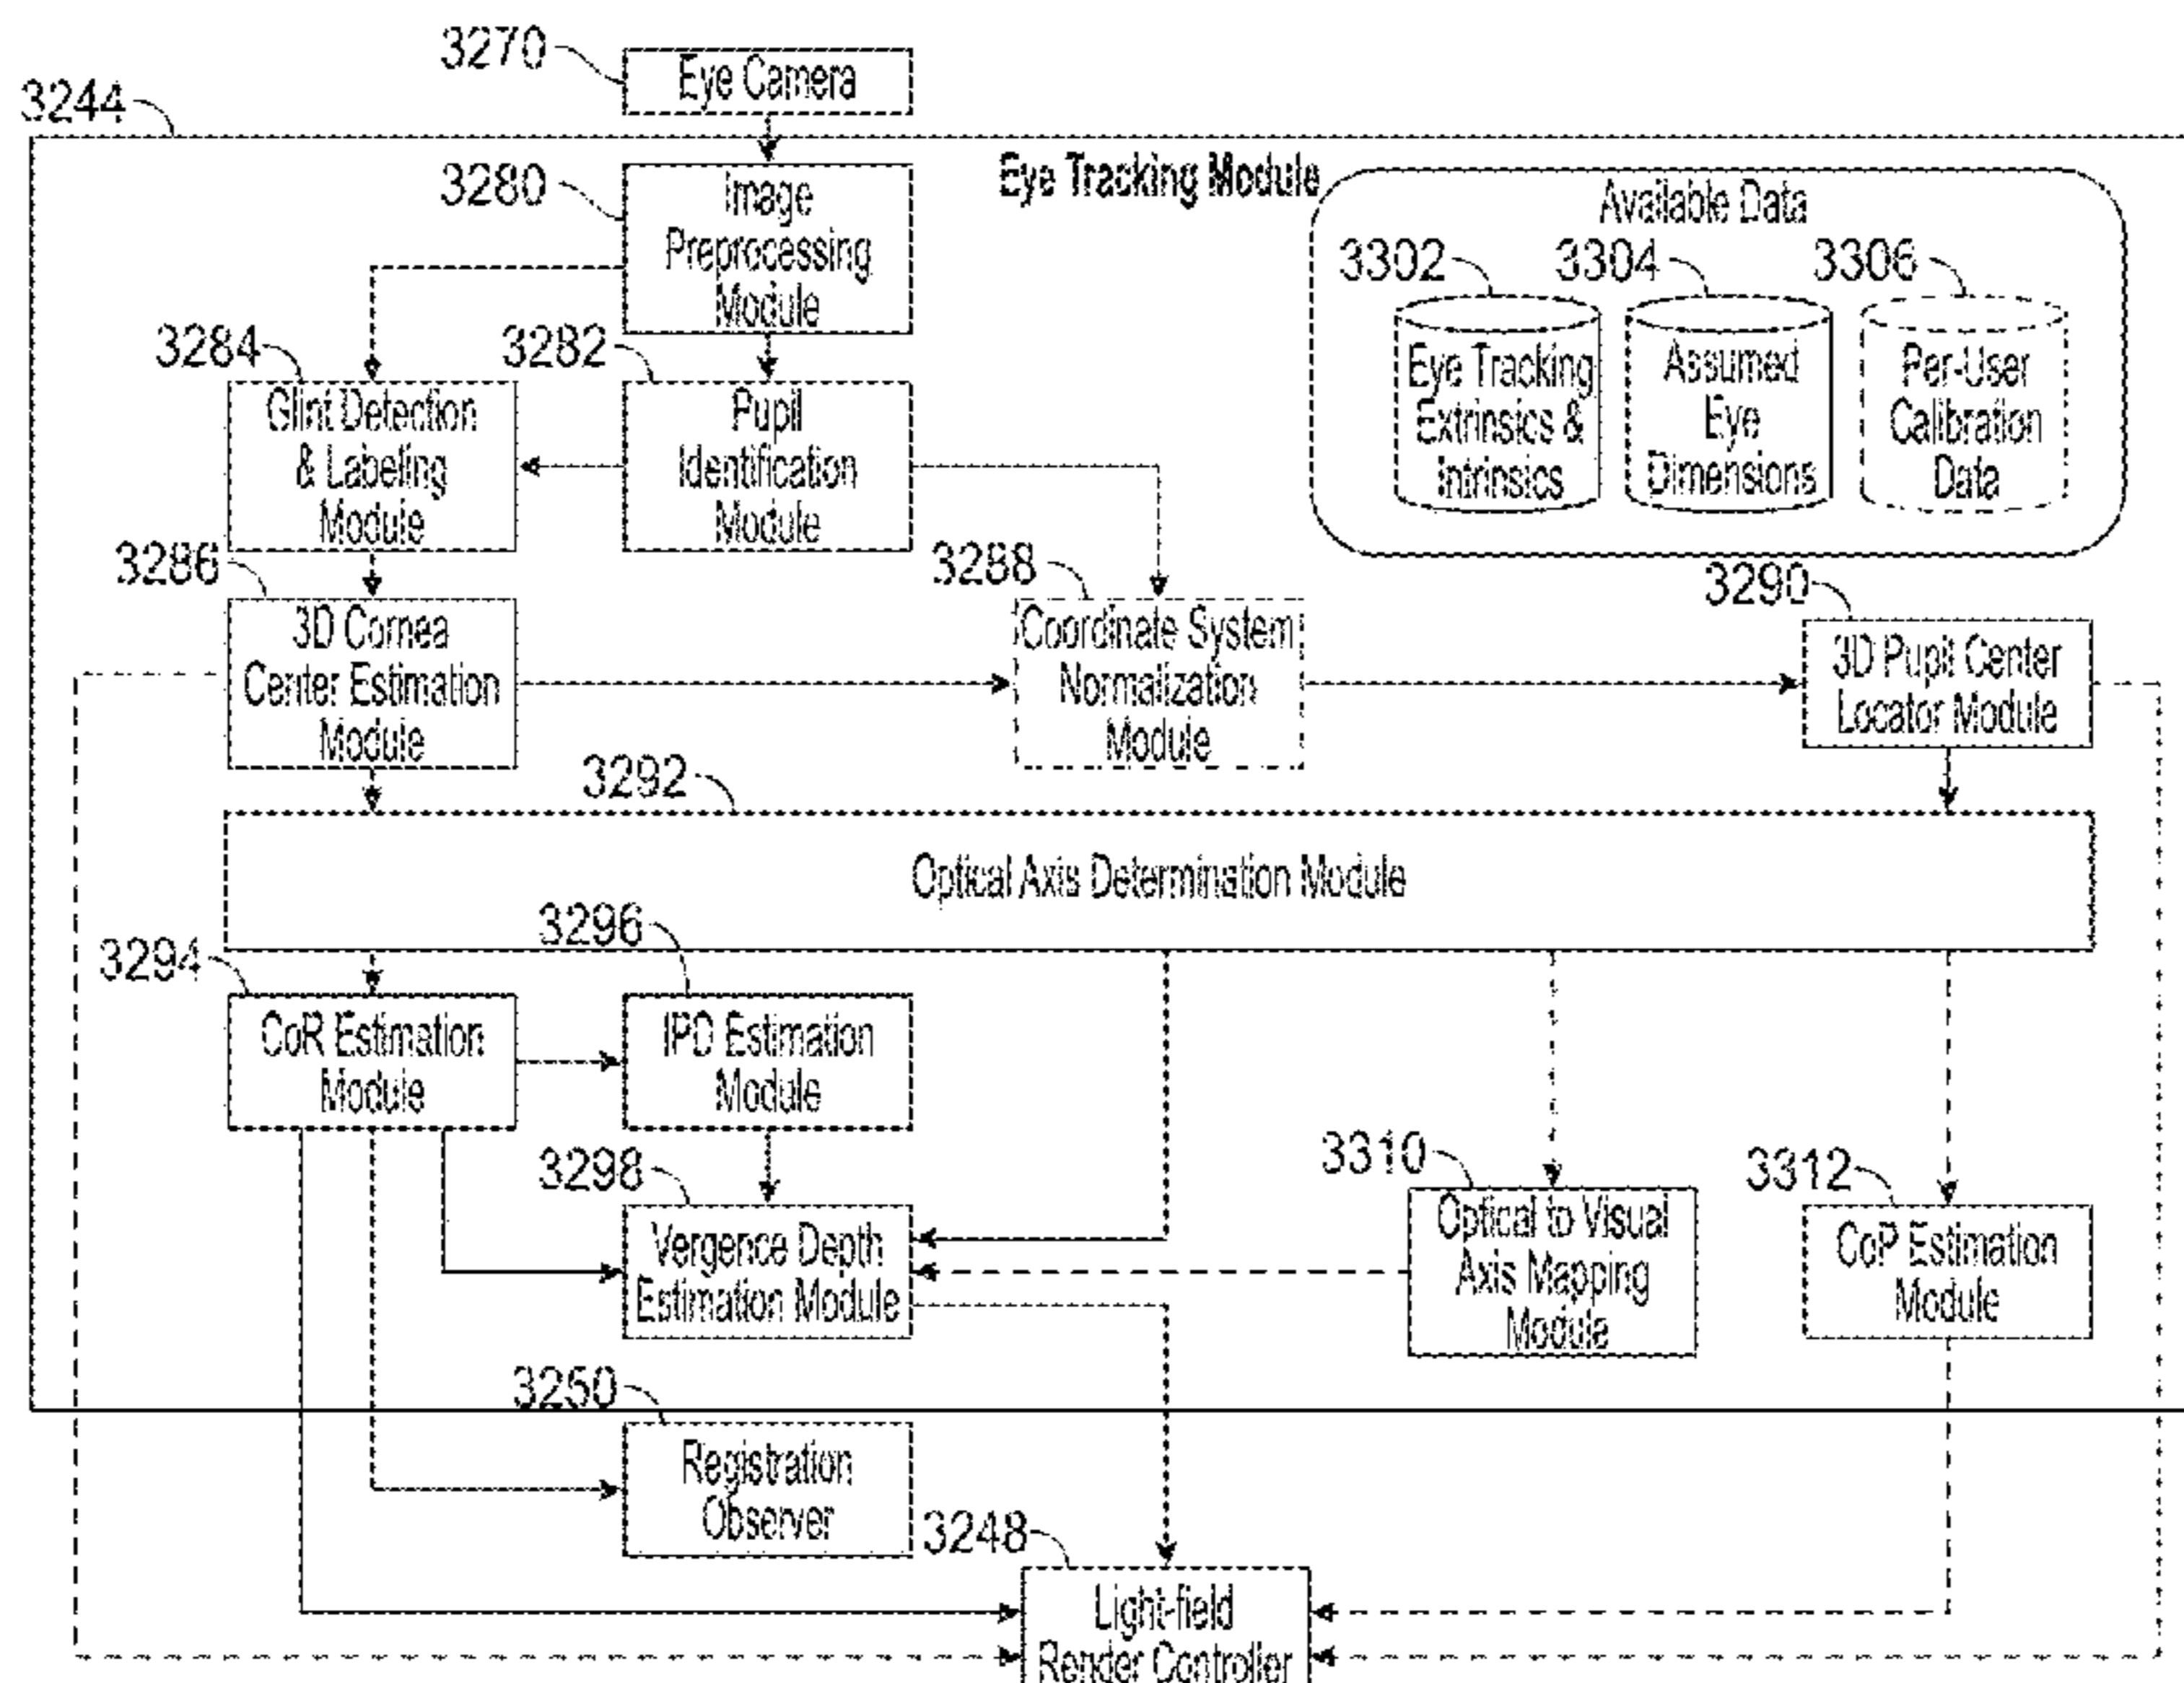 3270
Eye Camera
3244
Eye Tracking Module
3280
Image
Preprocessing
Module
Available Data
3302
3304
3306
Eye Tracking
Extrinsics &
Intrinsics
Assumed
Eye
Dimensions
Per-User
Calibration
Data
3284
Glint Detection
& Labeling
Module
3282
Pupil
Identification
Module
3286
3D Cornea
Center Estimation
Module
3288
Coordinate System
Normalization
Module
3290
3D Pupil Center
Locator Module
3292
Optical Axis Determination Module
3294
CoR Estimation
Module
3296
IPD Estimation
Module
3298
Vergence Depth
Estimation Module
3310
Optical to Visual
Axis Mapping
Module
3312
CoP Estimation
Module
3250
Registration
Observer
3248
Light-field
Render Controller